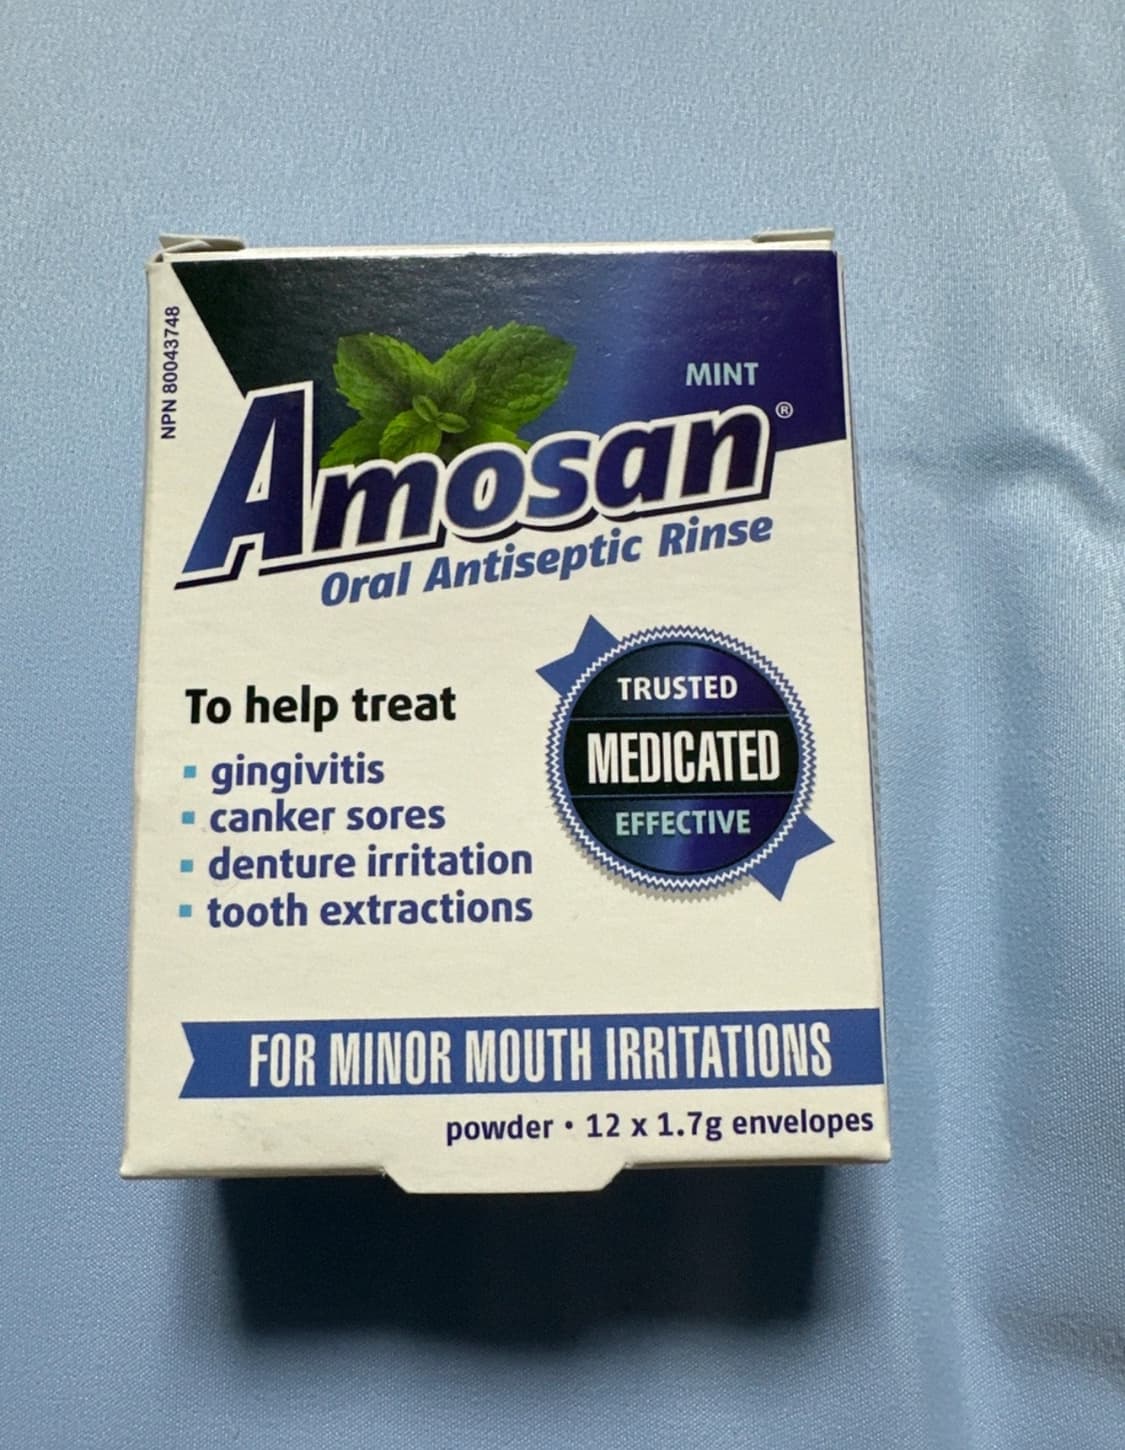 NPN 80043748
MINT
Amosan®
Oral Antiseptic Rinse
To help treat
▪ gingivitis
▪ canker sores
▪ denture irritation
▪ tooth extractions
TRUSTED
MEDICATED
EFFECTIVE
FOR MINOR MOUTH IRRITATIONS
powder • 12 x 1.7g envelopes